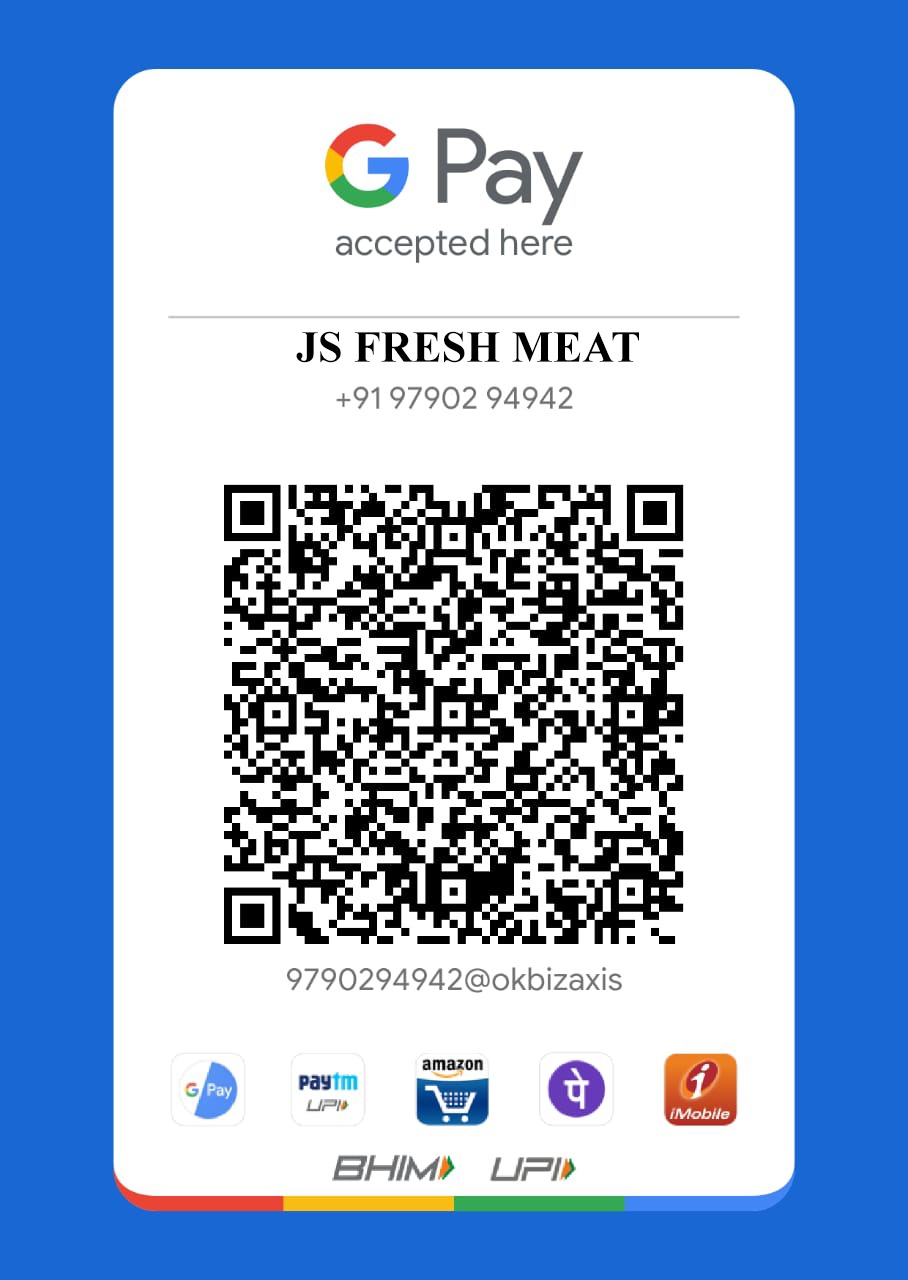 G Pay
accepted here
JS FRESH MEAT
+91 97902 94942
9790294942@okbizaxis
G Pay
paytm
UPI
amazon
पे
i
iMobile
BHIM UPI